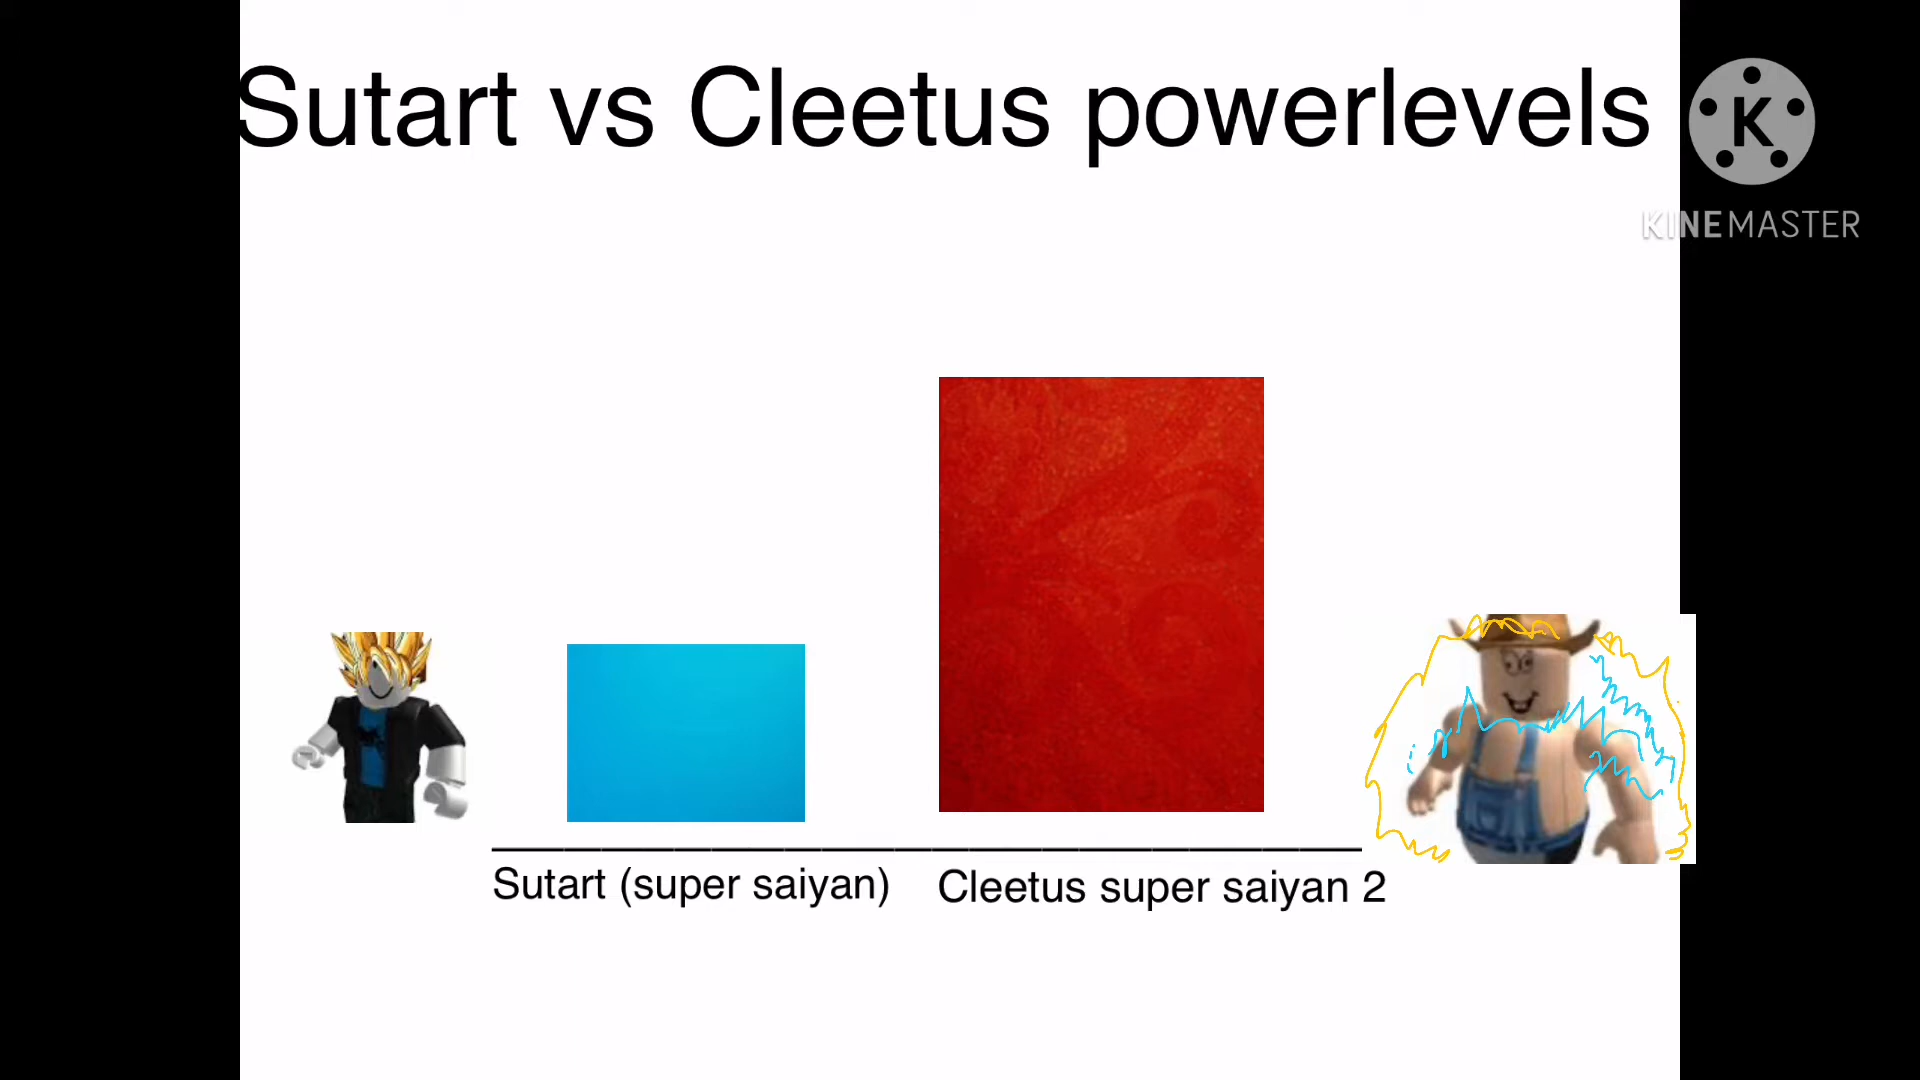 Sutart vs Cleetus powerlevels
K
KINEMASTER
Sutart (super saiyan)
Cleetus super saiyan 2